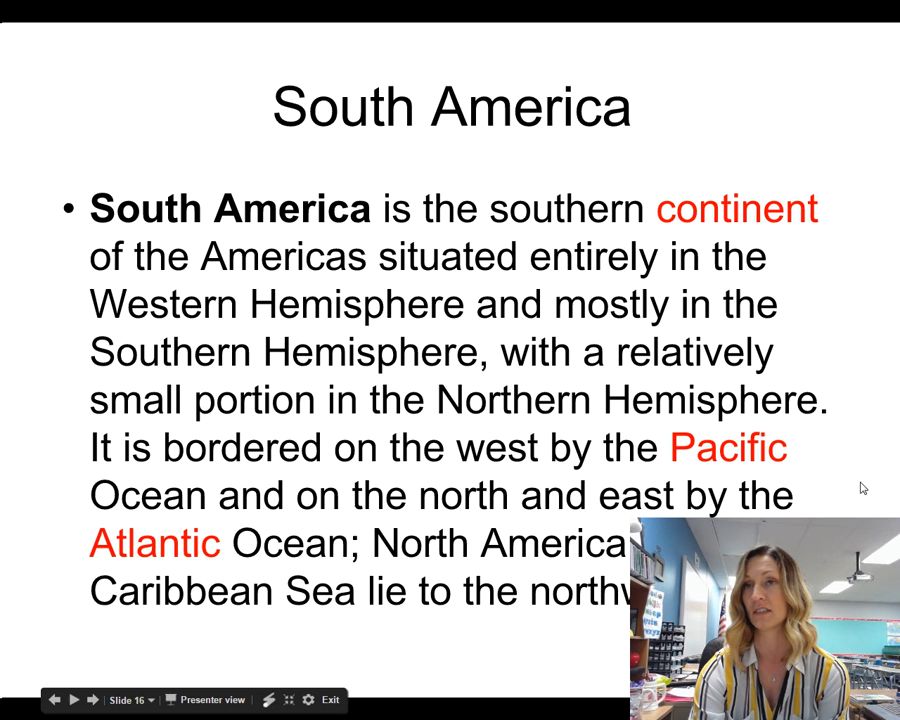 South America
• South America is the southern continent
of the Americas situated entirely in the
Western Hemisphere and mostly in the
Southern Hemisphere, with a relatively
small portion in the Northern Hemisphere.
It is bordered on the west by the Pacific
Ocean and on the north and east by the
Atlantic Ocean; North America
Caribbean Sea lie to the northw
Slide 16 Presenter view Exit